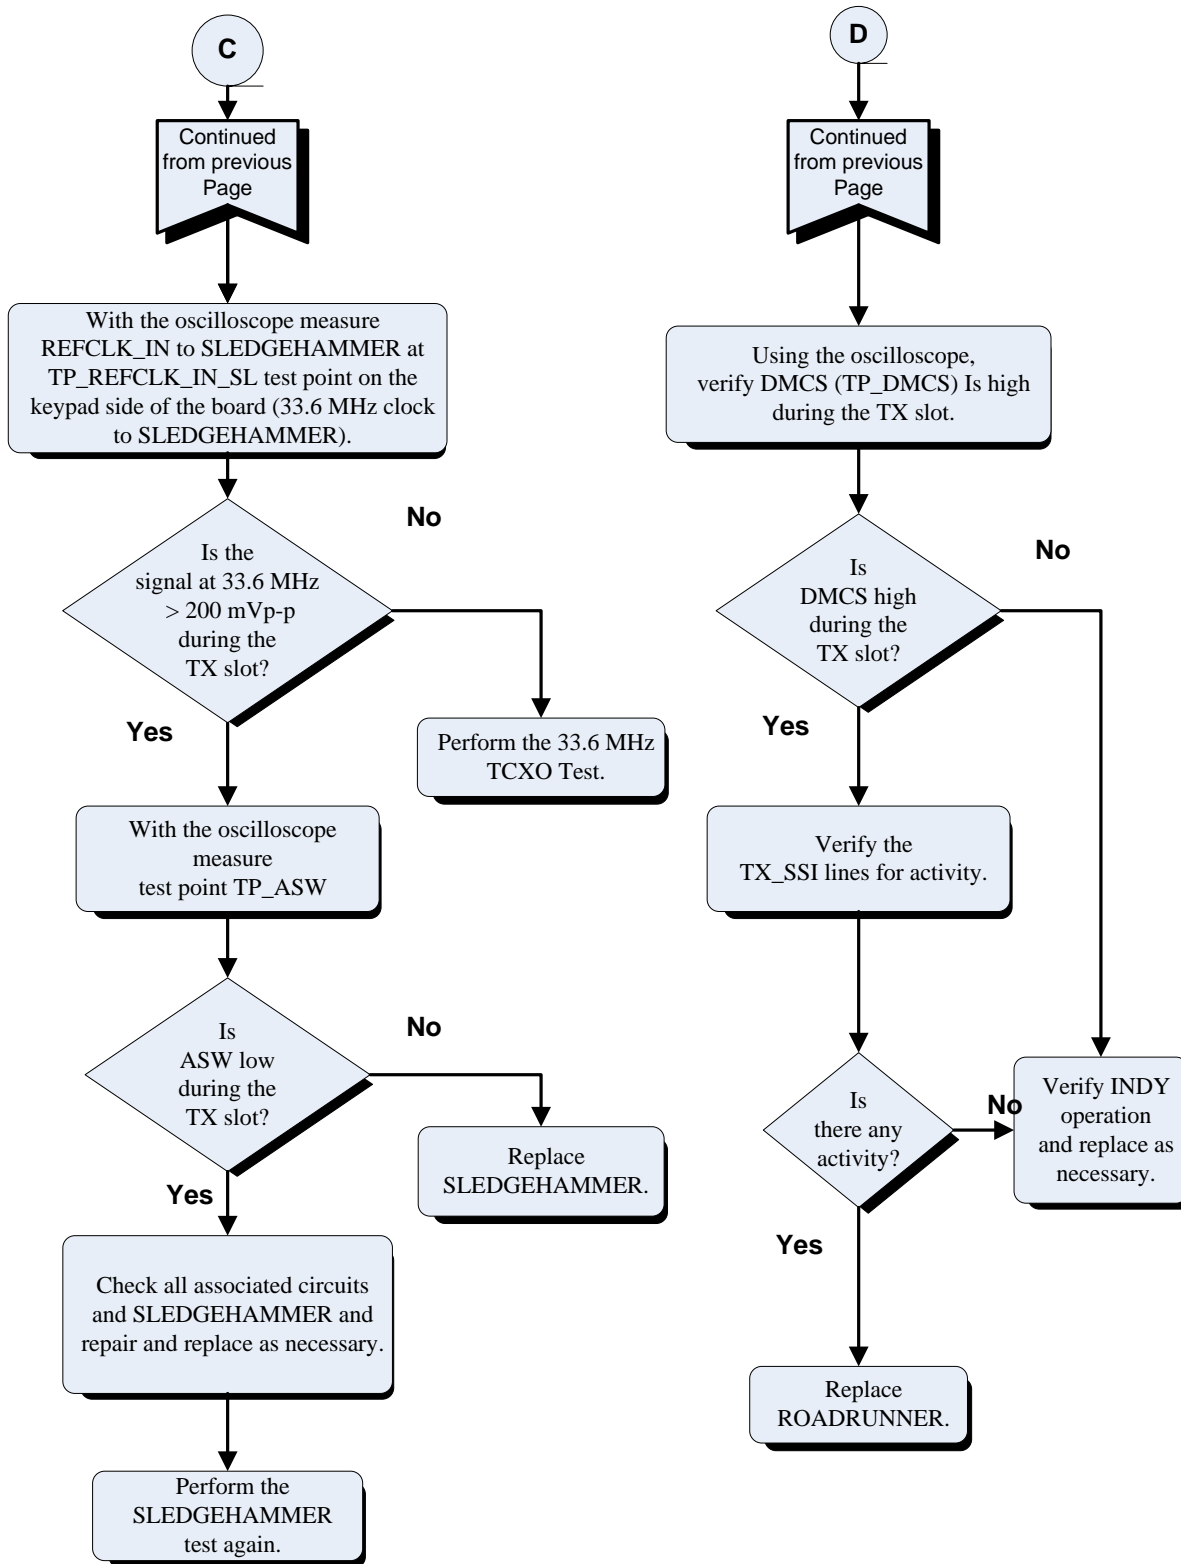 C
Continued
from previous
Page
With the oscilloscope measure
REFCLK_IN to SLEDGEHAMMER at
TP_REFCLK_IN_SL test point on the
keypad side of the board (33.6 MHz clock
to SLEDGEHAMMER).
No
Is the
signal at 33.6 MHz
> 200 mVp-p
during the
TX slot?
Yes
Perform the 33.6 MHz
TCXO Test.
With the oscilloscope
measure
test point TP_ASW
No
Is
ASW low
during the
TX slot?
Yes
Replace
SLEDGEHAMMER.
Check all associated circuits
and SLEDGEHAMMER and
repair and replace as necessary.
Perform the
SLEDGEHAMMER
test again.
D
Continued
from previous
Page
Using the oscilloscope,
verify DMCS (TP_DMCS) Is high
during the TX slot.
No
Is
DMCS high
during the
TX slot?
Yes
Verify the
TX_SSI lines for activity.
Is
there any
activity?
No
Verify INDY
operation
and replace as
necessary.
Yes
Replace
ROADRUNNER.